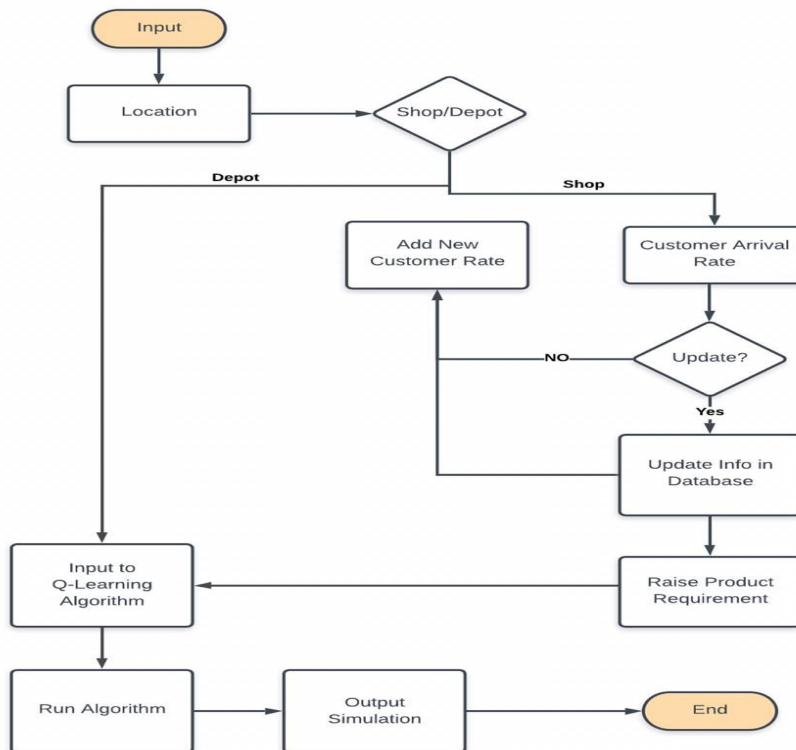 Input
Location
Shop/Depot
Depot
Shop
Add New
Customer Rate
Customer Arrival
Rate
NO
Update?
Yes
Update Info in
Database
Input to
Q-Learning
Algorithm
Raise Product
Requirement
Run Algorithm
Output
Simulation
End